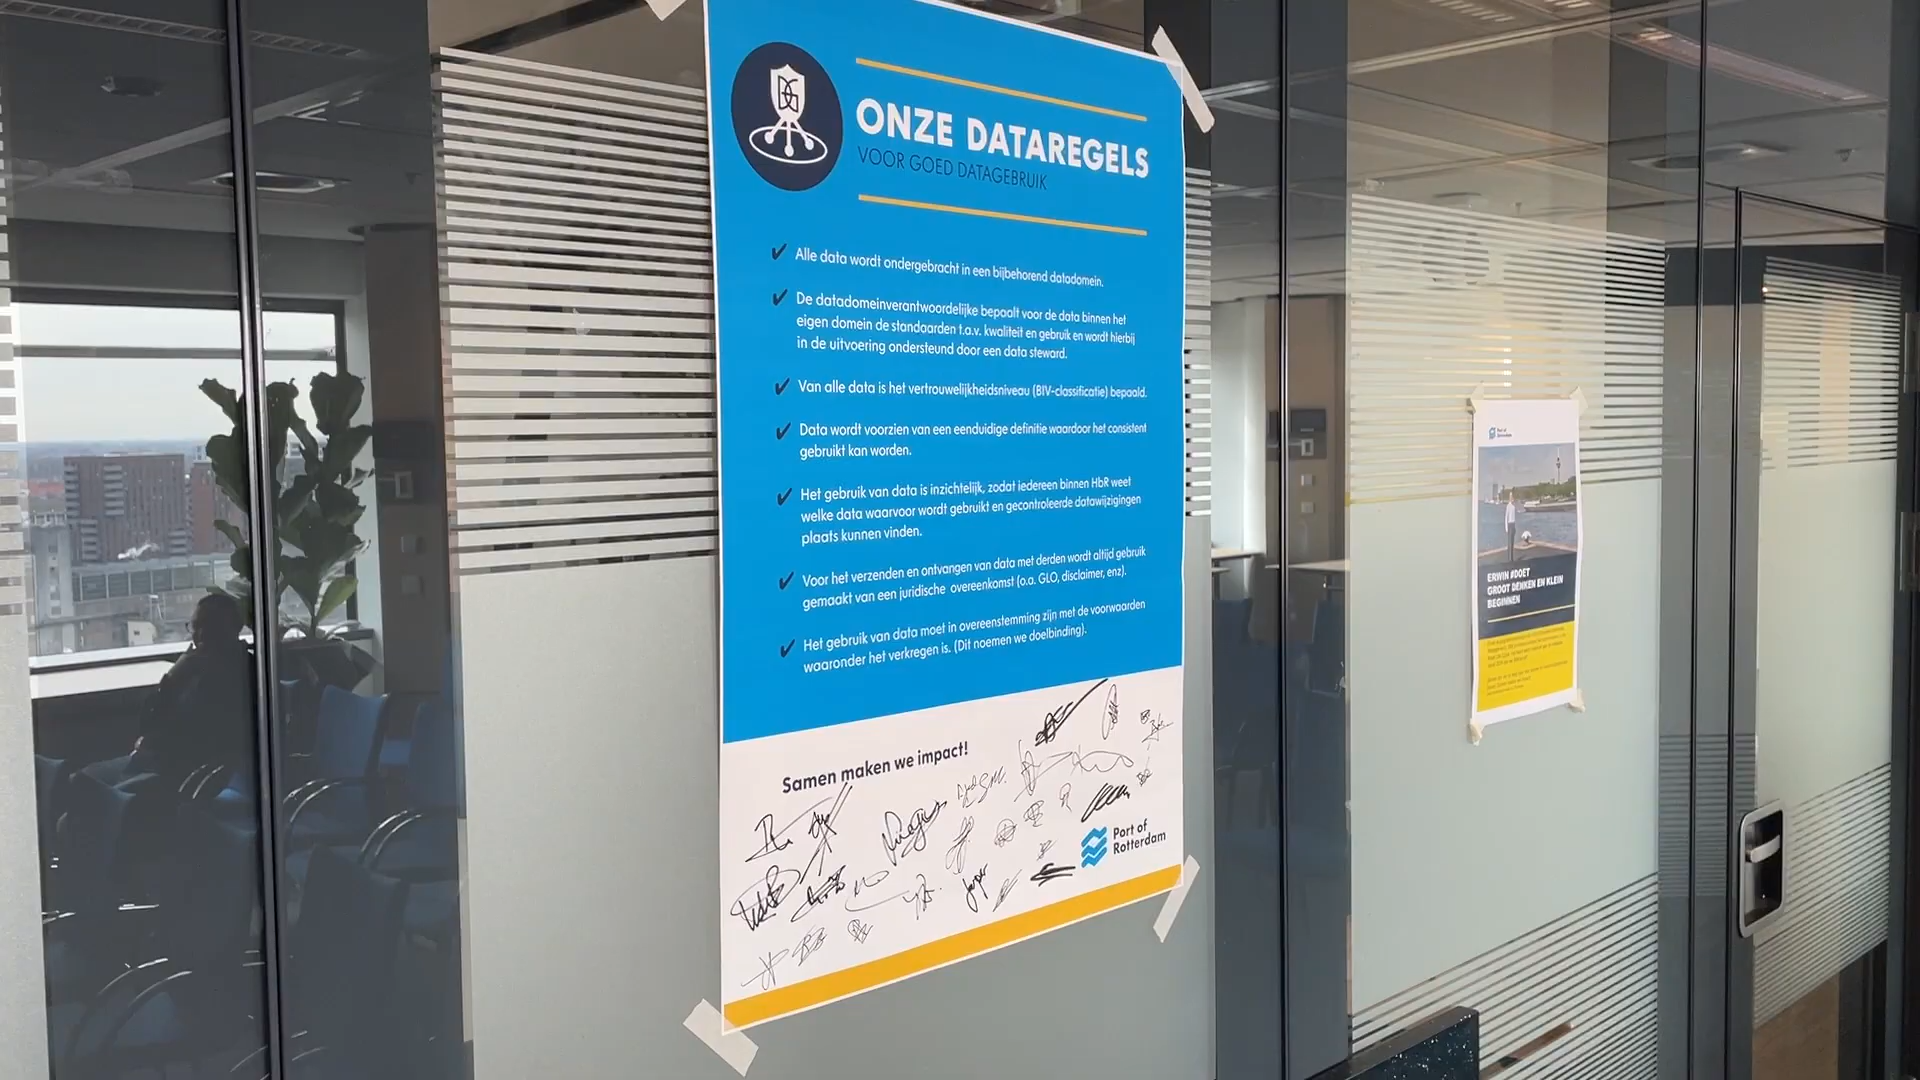 DG
ONZE DATAREGELS
VOOR GOED DATAGEBRUIK
Alle data wordt ondergebracht in een bijbehorend datadomein.
De datadomeinverantwoordelijke bepaalt voor de data binnen het
eigen domein de standaarden t.a.v. kwaliteit en gebruik en wordt hierbij
in de uitvoering ondersteund door een data steward.
Van alle data is het vertrouwelijkheidsniveau (BIV-classificatie) bepaald.
Data wordt voorzien van een eenduidige definitie waardoor het consistent
gebruikt kan worden.
Het gebruik van data is inzichtelijk, zodat iedereen binnen HbR weet
welke data waarvoor wordt gebruikt en gecontroleerde datawijzigingen
plaats kunnen vinden.
Voor het verzenden en ontvangen van data met derden wordt altijd gebruik
gemaakt van een juridische overeenkomst (o.a. GLO, disclaimer, enz).
Het gebruik van data moet in overeenstemming zijn met de voorwaarden
waaronder het verkregen is. (Dit noemen we doelbinding).
Samen maken we impact!
Jasper
Port of
Rotterdam
Port of
Rotterdam
ERWIN #DOET
GROOT DENKEN EN KLEIN
BEGINNEN